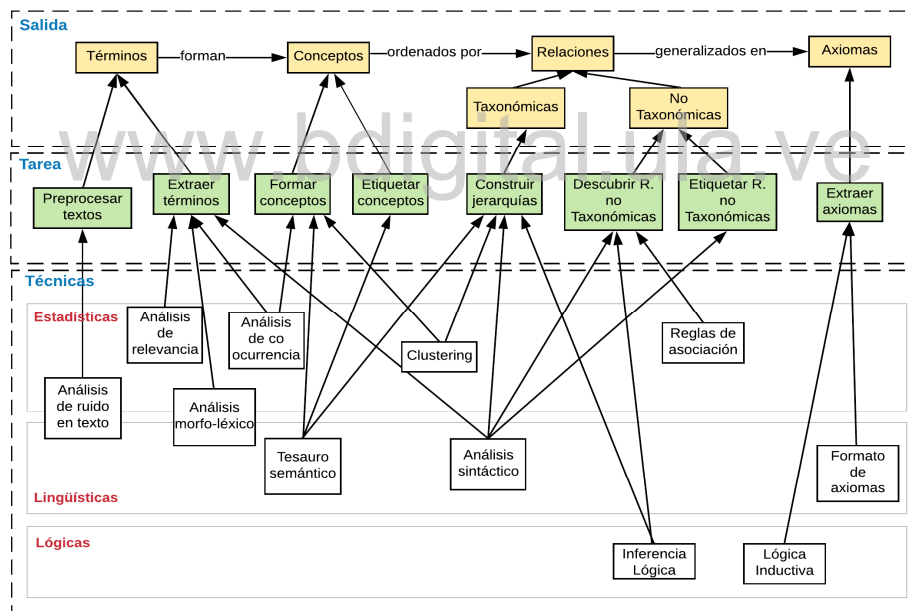 Salida
Términos
forman
Conceptos
ordenados por
Relaciones
generalizados en
Axiomas
Taxonómicas
No
Taxonómicas
www.bdigital.ula.ve
Tarea
Preprocesar
textos
Extraer
términos
Formar
conceptos
Etiquetar
conceptos
Construir
jerarquías
Descubrir R.
no
Taxonómicas
Etiquetar R.
no
Taxonómicas
Extraer
axiomas
Técnicas
Estadísticas
Análisis
de
relevancia
Análisis
de co
ocurrencia
Clustering
Reglas de
asociación
Análisis
de ruido
en texto
Análisis
morfo-léxico
Tesauro
semántico
Análisis
sintáctico
Formato
de
axiomas
Lingüísticas
Lógicas
Inferencia
Lógica
Lógica
Inductiva